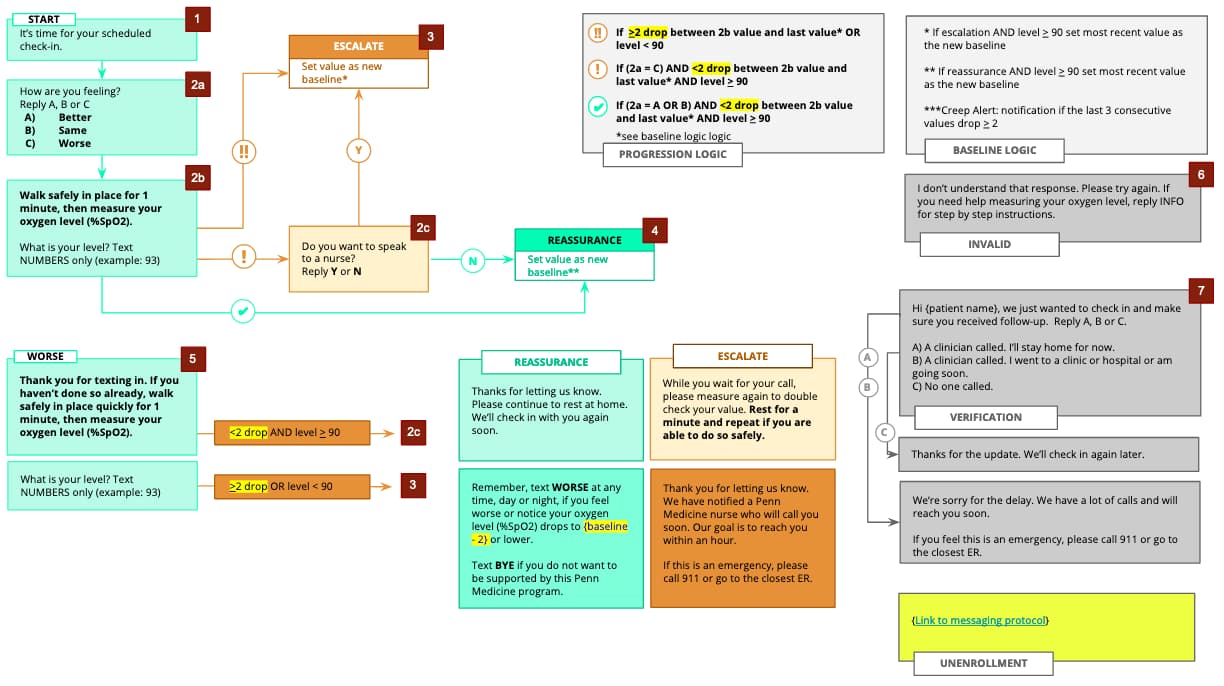 START
1
It's time for your scheduled
check-in.
2a
How are you feeling?
Reply A, B or C
A) Better
B) Same
C) Worse
2b
Walk safely in place for 1
minute, then measure your
oxygen level (%SpO2).
What is your level? Text
NUMBERS only (example: 93)
!!
!
✔
3
ESCALATE
Set value as new
baseline*
Y
2c
Do you want to speak
to a nurse?
Reply Y or N
N
4
REASSURANCE
Set value as new
baseline**
!! If ≥2 drop between 2b value and last value* OR
level < 90
! If (2a = C) AND <2 drop between 2b value and
last value* AND level ≥ 90
✔ If (2a = A OR B) AND <2 drop between 2b value
and last value* AND level ≥ 90
*see baseline logic logic
PROGRESSION LOGIC
* If escalation AND level ≥ 90 set most recent value as
the new baseline
** If reassurance AND level ≥ 90 set most recent value
as the new baseline
***Creep Alert: notification if the last 3 consecutive
values drop ≥ 2
BASELINE LOGIC
6
I don't understand that response. Please try again. If
you need help measuring your oxygen level, reply INFO
for step by step instructions.
INVALID
7
Hi {patient name}, we just wanted to check in and make
sure you received follow-up. Reply A, B or C.
A) A clinician called. I'll stay home for now.
B) A clinician called. I went to a clinic or hospital or am
going soon.
C) No one called.
VERIFICATION
A
B
C
Thanks for the update. We'll check in again later.
We're sorry for the delay. We have a lot of calls and will
reach you soon.
If you feel this is an emergency, please call 911 or go to
the closest ER.
{Link to messaging protocol}
UNENROLLMENT
WORSE
5
Thank you for texting in. If you
haven't done so already, walk
safely in place quickly for 1
minute, then measure your
oxygen level (%SpO2).
<2 drop AND level ≥ 90
2c
What is your level? Text
NUMBERS only (example: 93)
≥2 drop OR level < 90
3
REASSURANCE
Thanks for letting us know.
Please continue to rest at home.
We'll check in with you again
soon.
Remember, text WORSE at any
time, day or night, if you feel
worse or notice your oxygen
level (%SpO2) drops to {baseline
- 2} or lower.
Text BYE if you do not want to
be supported by this Penn
Medicine program.
ESCALATE
While you wait for your call,
please measure again to double
check your value. Rest for a
minute and repeat if you are
able to do so safely.
Thank you for letting us know.
We have notified a Penn
Medicine nurse who will call you
soon. Our goal is to reach you
within an hour.
If this is an emergency, please
call 911 or go to the closest ER.